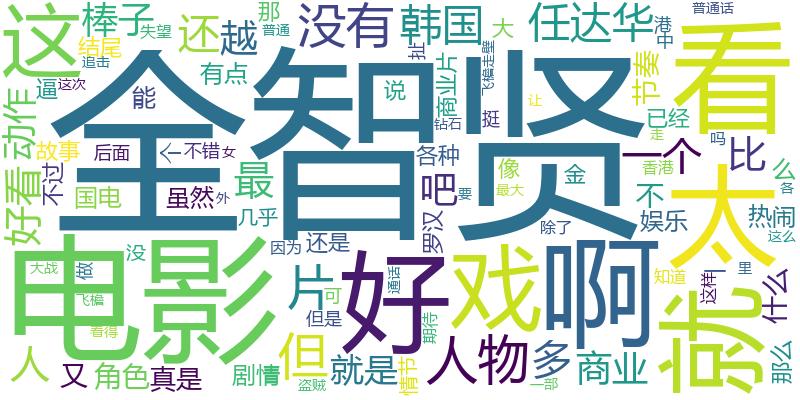 这
棒子
还
越
那
普通
没有
韩国
扯
任达华
大
港
中
普通话
结尾
失望
追击
这次
逼
有点
能
全智贤
说
商业片
飞檐走壁
节奏
看
动作
故事
后面
个
不错
女
钻石
挺
已经
让
走
吗
各种
一个
比
好看
不过
国电
虽然
外
最
几乎
吧
罗汉
像
金
要
最大
不
香港
太
么
各
娱乐
热闹
这么
电影
没
因为
还是
除了
大战
做
飞檐
看得
片
可
但是
好
通话
期待
戏
啊
就
知道
里
这样
什么
人
又
角色
真是
剧情
但
盗贼
就是
情节
人物
多
一部
商业
那么